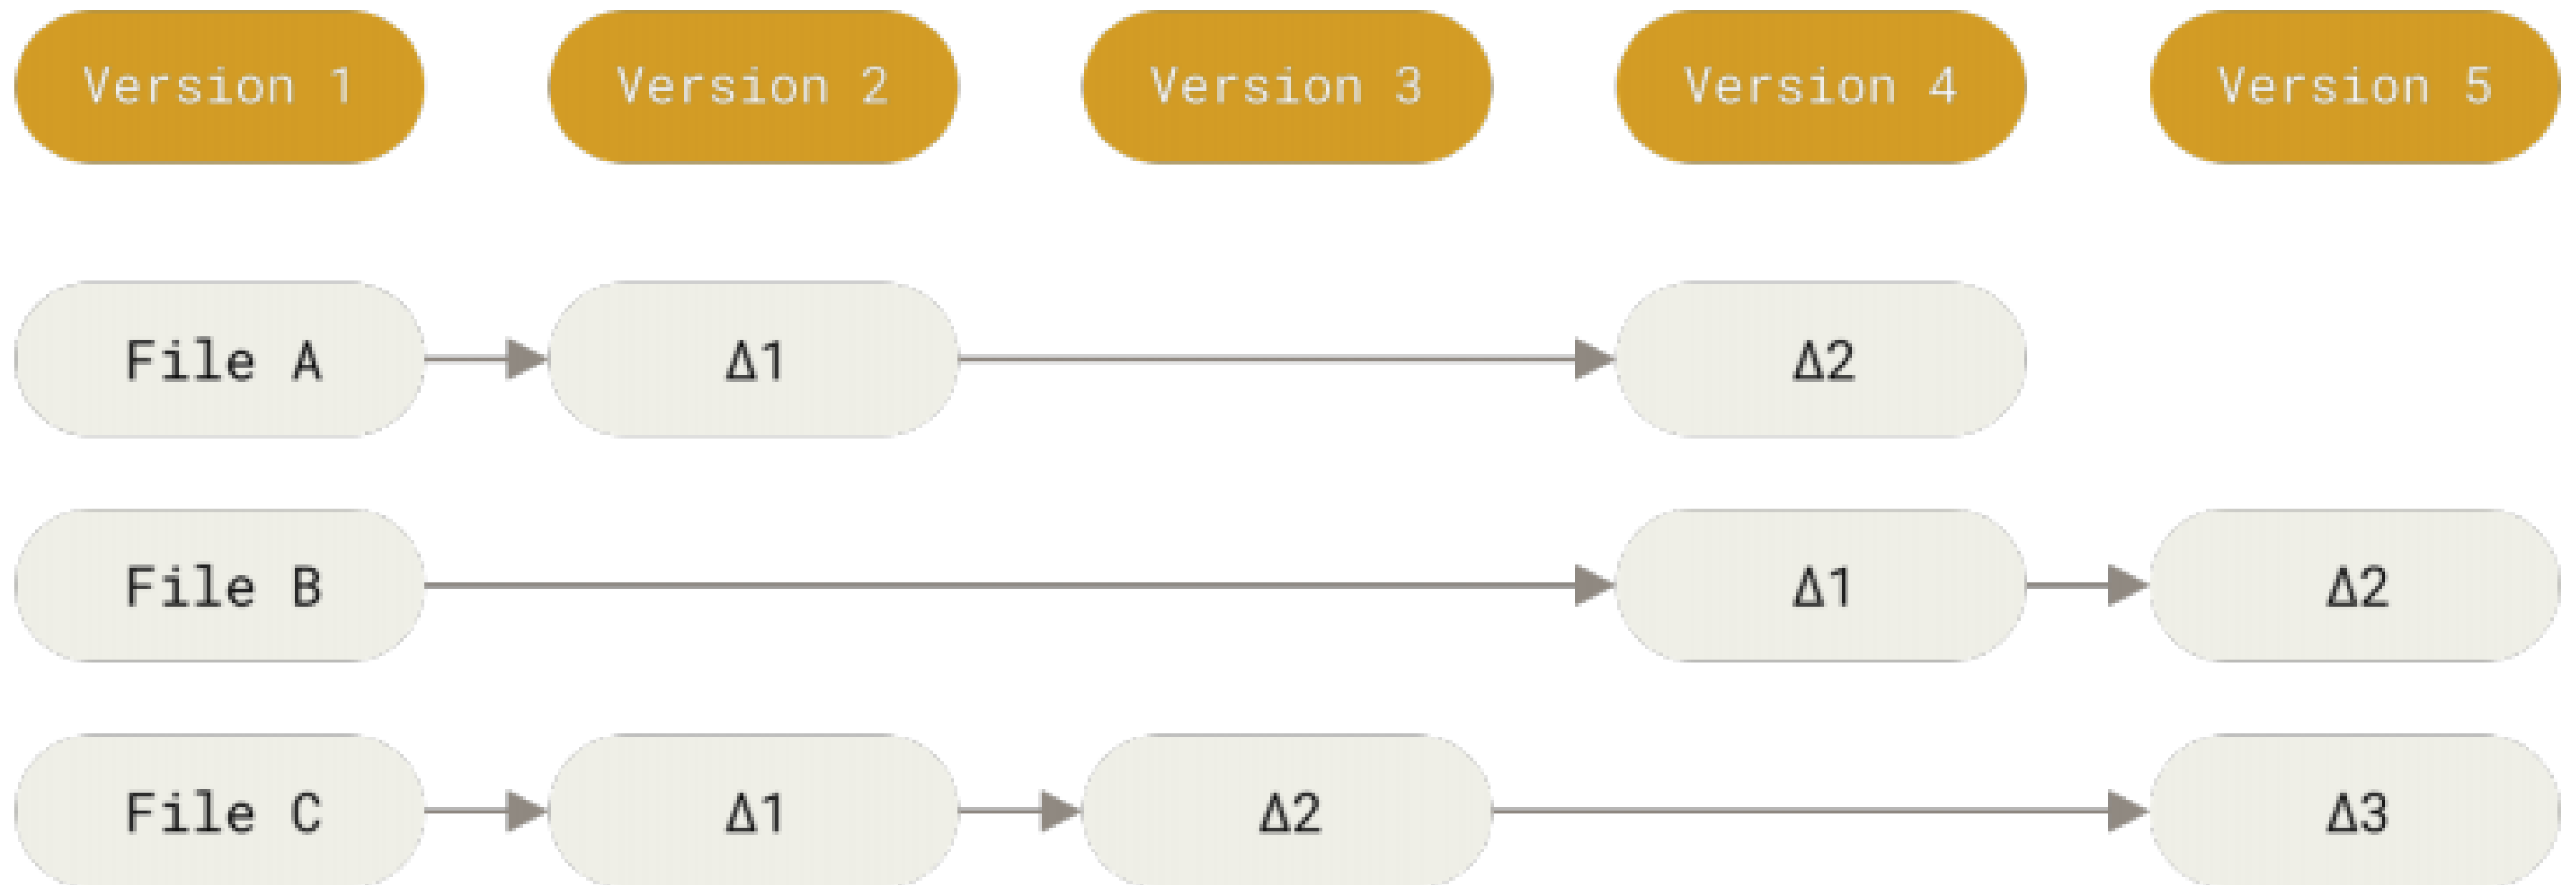 Version 1 Version 2 Version 3 Version 4 Version 5
File A Δ1 Δ2
File B Δ1 Δ2
File C Δ1 Δ2 Δ3